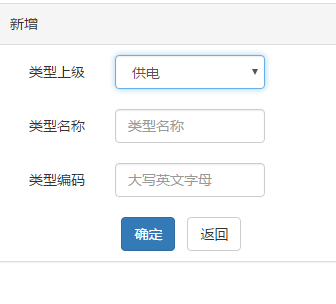 新增
类型上级 供电
类型名称 类型名称
类型编码 大写英文字母
确定 返回